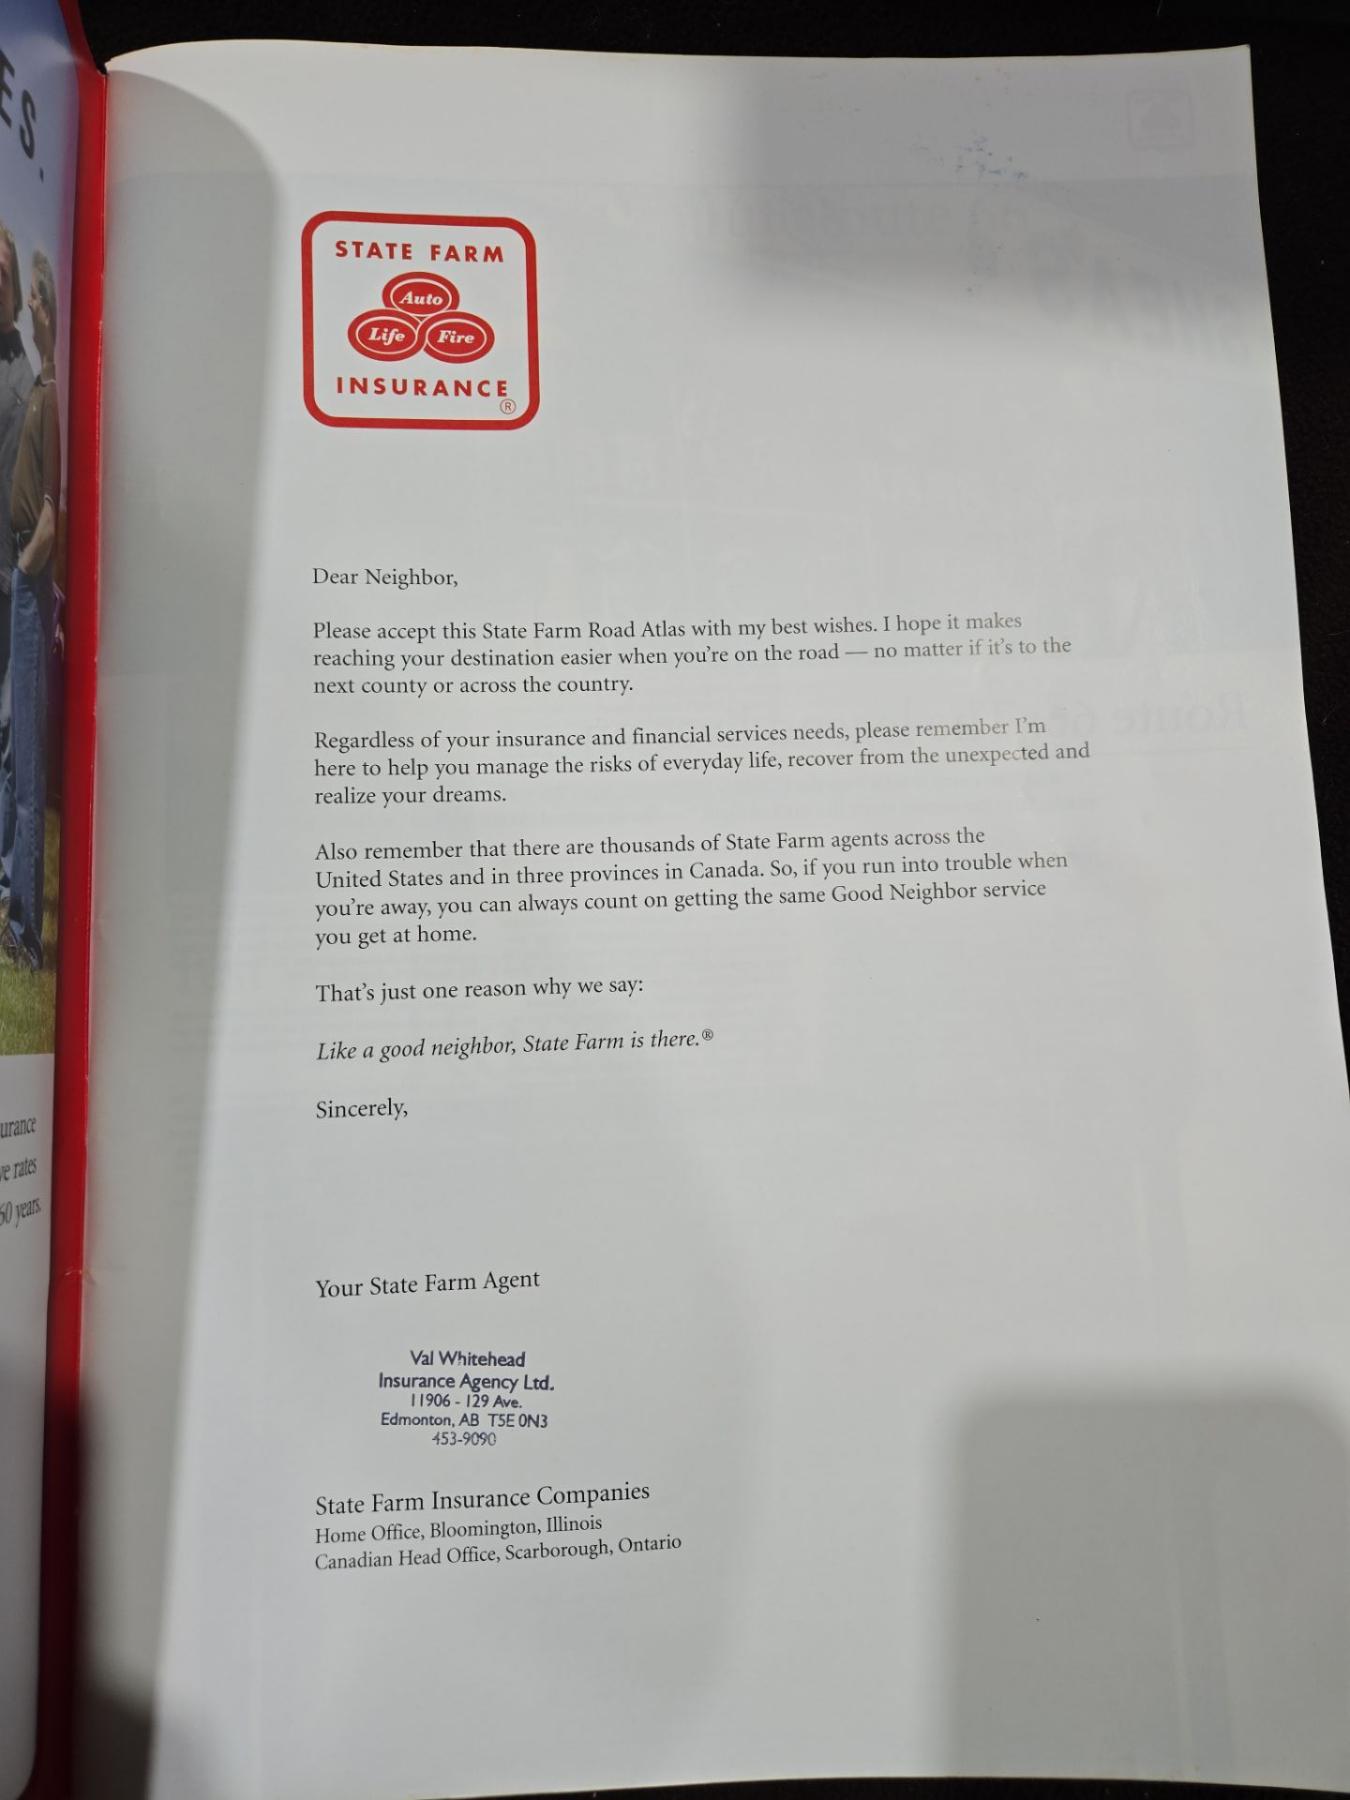 ES.
STATE FARM
Auto
Life Fire
INSURANCE
®
Dear Neighbor,
Please accept this State Farm Road Atlas with my best wishes. I hope it makes
reaching your destination easier when you're on the road — no matter if it's to the
next county or across the country.
Regardless of your insurance and financial services needs, please remember I'm
here to help you manage the risks of everyday life, recover from the unexpected and
realize your dreams.
Also remember that there are thousands of State Farm agents across the
United States and in three provinces in Canada. So, if you run into trouble when
you're away, you can always count on getting the same Good Neighbor service
you get at home.
That's just one reason why we say:
Like a good neighbor, State Farm is there.®
Sincerely,
Your State Farm Agent
Val Whitehead
Insurance Agency Ltd.
11906 - 129 Ave.
Edmonton, AB T5E 0N3
453-9090
State Farm Insurance Companies
Home Office, Bloomington, Illinois
Canadian Head Office, Scarborough, Ontario
urance
ve rates
60 years.